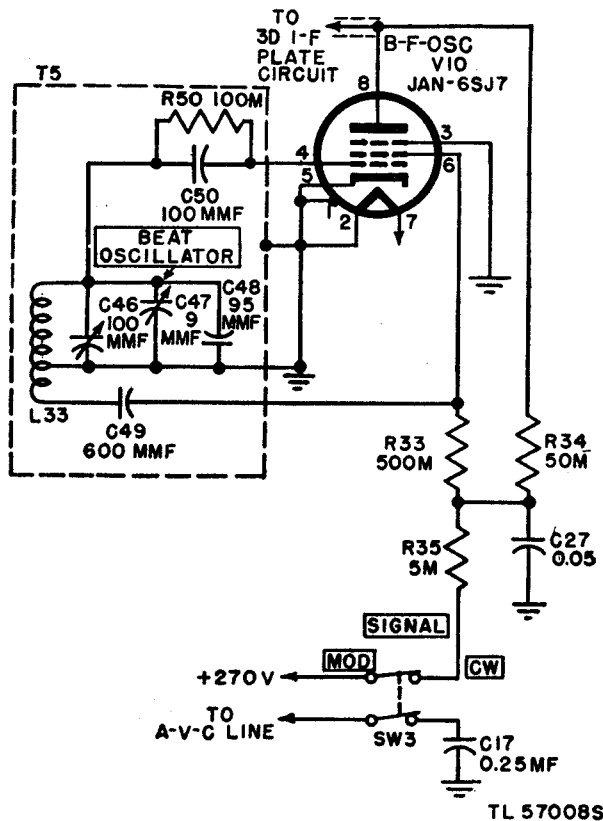 TO
3D I-F
PLATE
CIRCUIT
B-F-OSC
V10
JAN-6SJ7
T5
R50 100M
8
3
4
6
5
2
7
C50
100 MMF
BEAT
OSCILLATOR
C46
100
MMF
C47
9
MMF
C48
95
MMF
L33
C49
600 MMF
R33
500M
R34
50M
R35
5M
C27
0.05
SIGNAL
MOD
CW
+270V
TO
A-V-C LINE
SW3
C17
0.25MF
TL 57008S